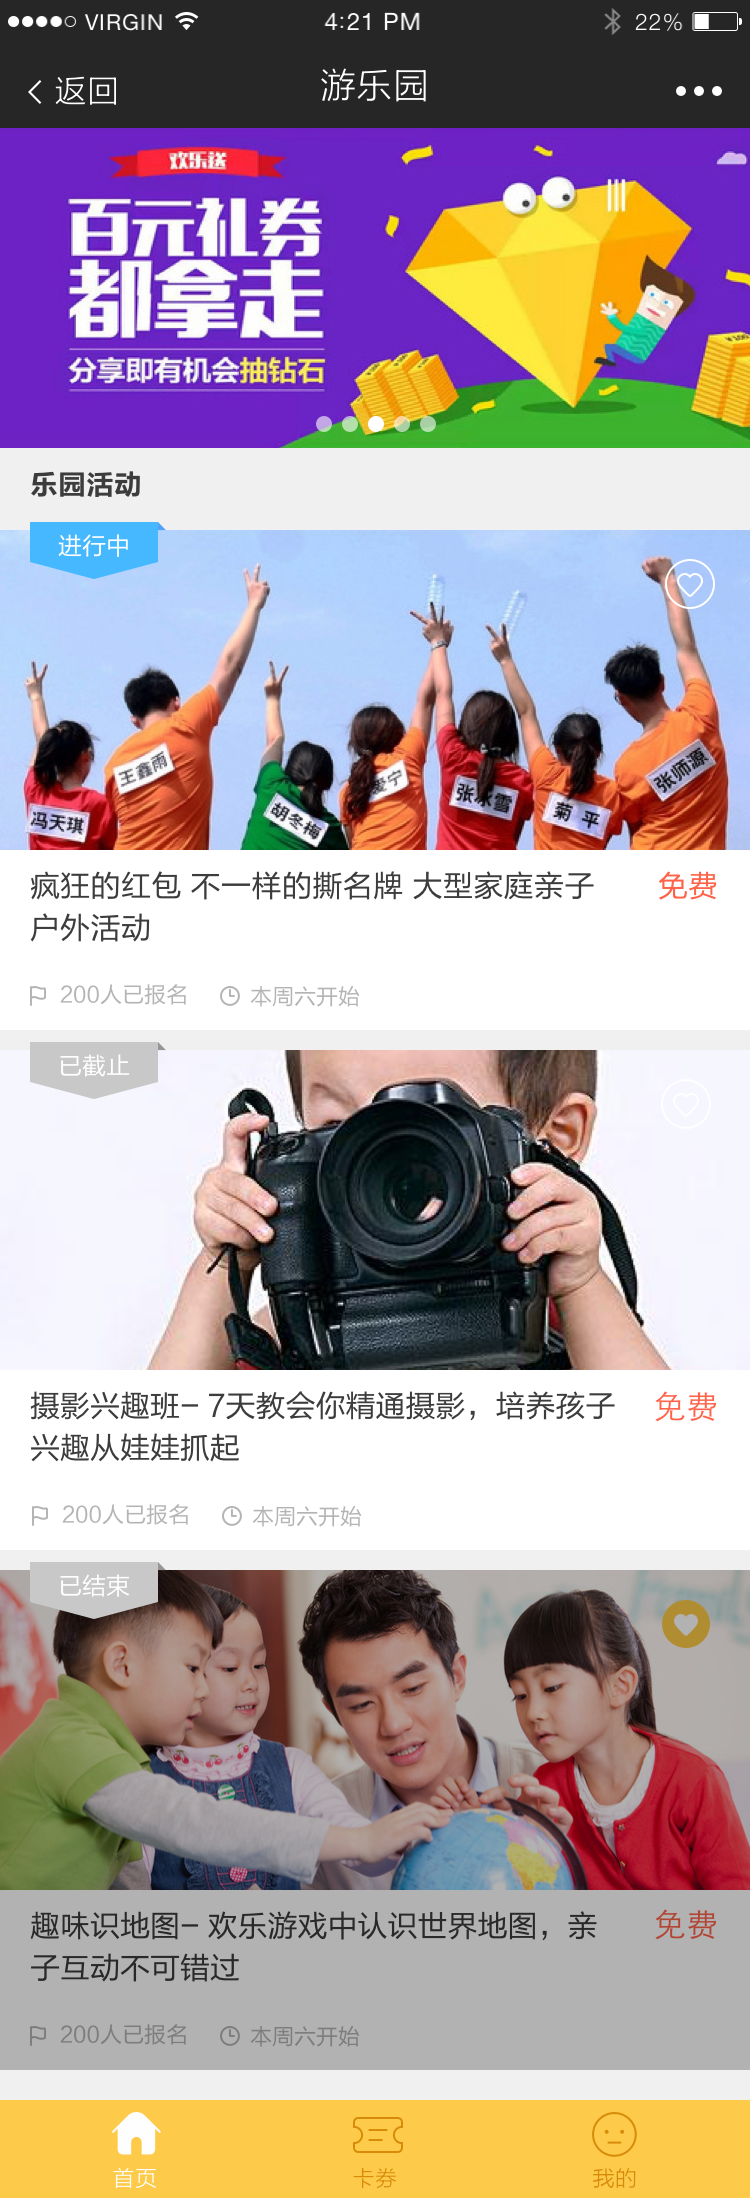 VIRGIN
4:21 PM
22%
返回
游乐园
欢乐送
百元礼券
都拿走
分享即有机会抽钻石
乐园活动
进行中
冯天琪
王鑫雨
胡冬梅
爱宁
张冰雪
菊 平
张师源
疯狂的红包 不一样的撕名牌 大型家庭亲子
户外活动
免费
200人已报名
本周六开始
已截止
摄影兴趣班– 7天教会你精通摄影，培养孩子
兴趣从娃娃抓起
免费
200人已报名
本周六开始
已结束
趣味识地图– 欢乐游戏中认识世界地图，亲
子互动不可错过
免费
200人已报名
本周六开始
首页
卡券
我的